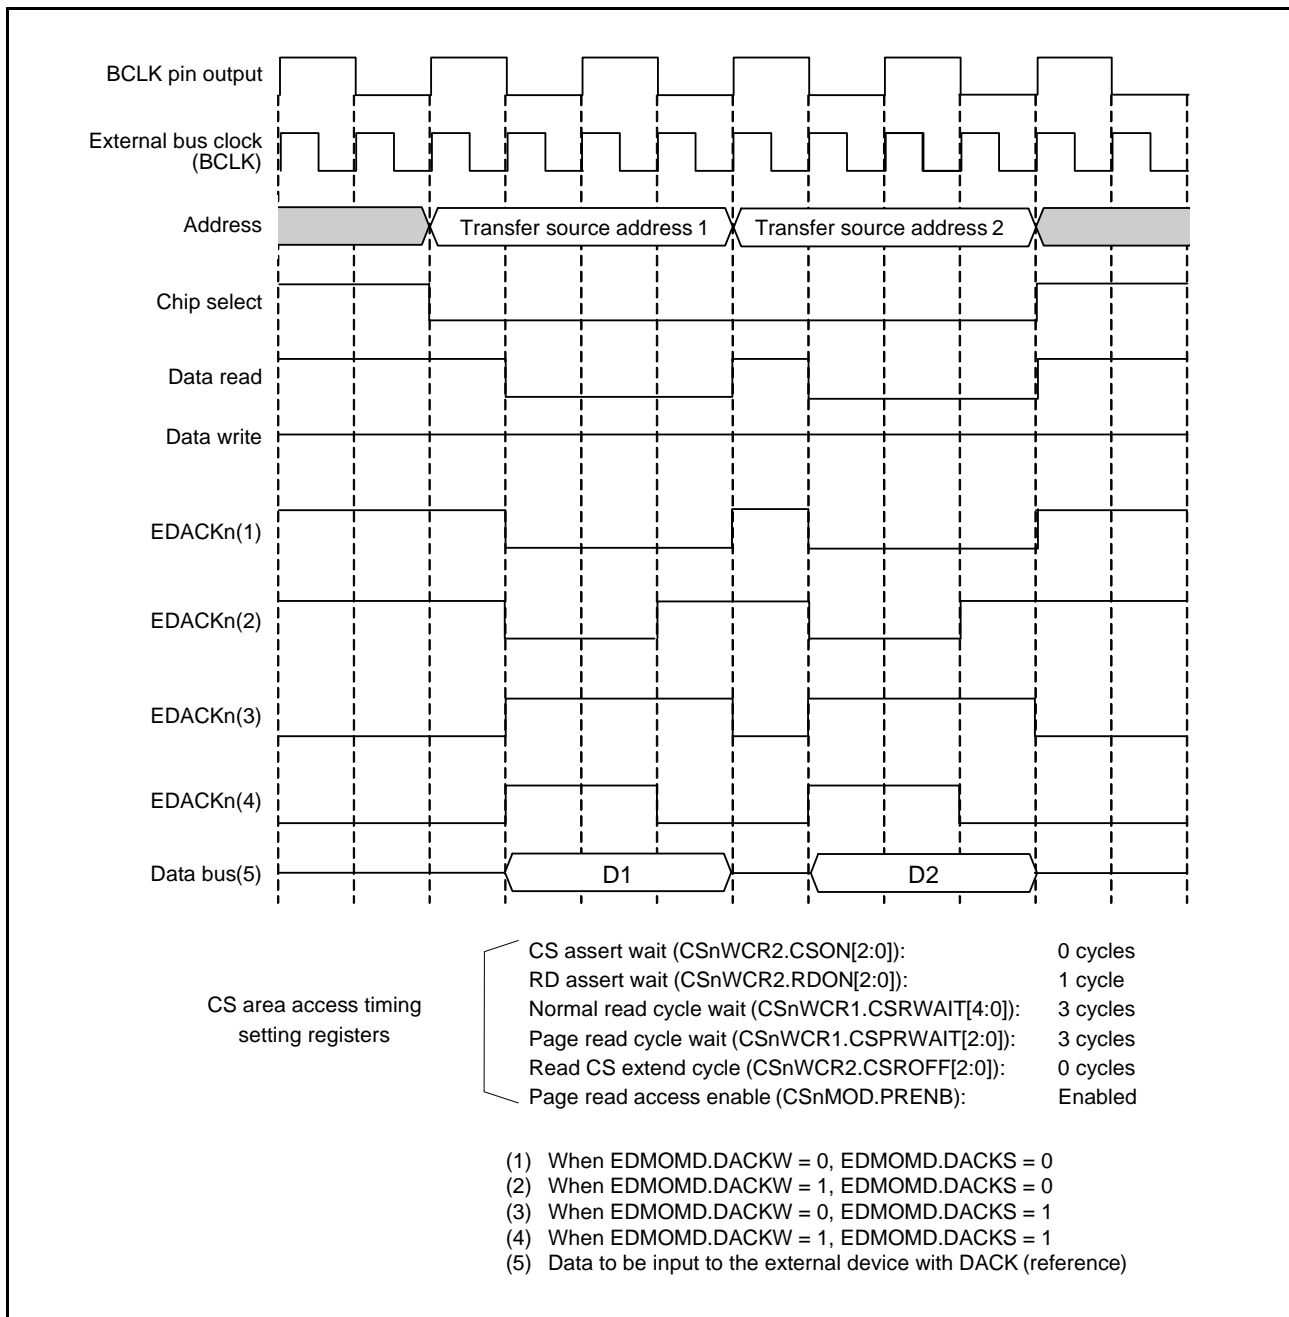 BCLK pin output
External bus clock
(BCLK)
Address
Transfer source address 1
Transfer source address 2
Chip select
Data read
Data write
EDACKn(1)
EDACKn(2)
EDACKn(3)
EDACKn(4)
Data bus(5)
D1
D2
CS area access timing
setting registers
CS assert wait (CSnWCR2.CSON[2:0]): 0 cycles
RD assert wait (CSnWCR2.RDON[2:0]): 1 cycle
Normal read cycle wait (CSnWCR1.CSRWAIT[4:0]): 3 cycles
Page read cycle wait (CSnWCR1.CSPRWAIT[2:0]): 3 cycles
Read CS extend cycle (CSnWCR2.CSROFF[2:0]): 0 cycles
Page read access enable (CSnMOD.PRENB): Enabled
(1) When EDMOMD.DACKW = 0, EDMOMD.DACKS = 0
(2) When EDMOMD.DACKW = 1, EDMOMD.DACKS = 0
(3) When EDMOMD.DACKW = 0, EDMOMD.DACKS = 1
(4) When EDMOMD.DACKW = 1, EDMOMD.DACKS = 1
(5) Data to be input to the external device with DACK (reference)